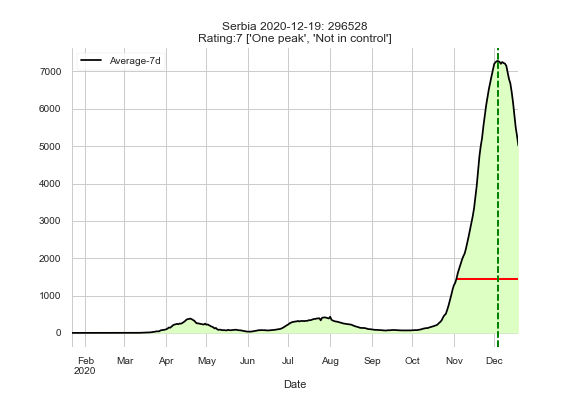 Serbia 2020-12-19: 296528
Rating:7 ['One peak', 'Not in control']
Average-7d
7000
6000
5000
4000
3000
2000
1000
0
Feb Mar Apr May Jun Jul Aug Sep Oct Nov Dec
2020
Date